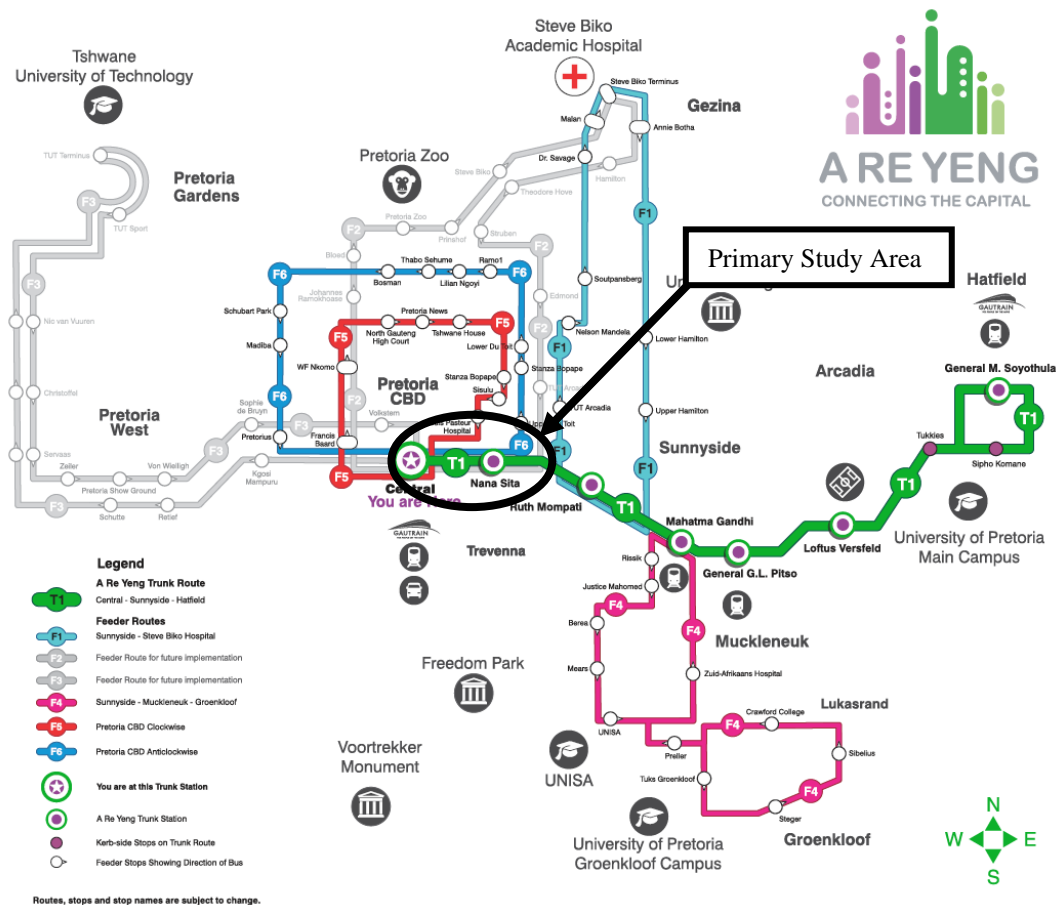 Steve Biko
Academic Hospital
Tshwane
University of Technology
A RE YENG
CONNECTING THE CAPITAL
Steve Biko Terminus
Gezina
Malan
Annie Botha
Dr. Savage
Hamilton
Steve Biko
Theodore Hove
Pretoria Zoo
TUT Terminus
F3
TUT Sport
Pretoria
Gardens
Pretoria Zoo
Prinshof
Struben
F2
F2
F1
Bloed
Primary Study Area
Hatfield
GAUTRAIN
F6
Bosman
Thabo Sehume
Lilian Ngoyi
Ramo1
F6
Soutpansberg
Edmond
F3
Johannes
Ramokhoase
Schubart Park
Nic van Vuuren
North Gauteng
High Court
Pretoria News
Tshwane House
F5
F5
Nelson Mandela
F2
Lower Hamilton
Madiba
Lower Du Toit
F1
WF Nkomo
Stanza Bopape
Stanza Bopape
Arcadia
General M. Soyothula
Christoffel
F6
F2
Pretoria
CBD
Sisulu
UT Arcadia
Upper Hamilton
T1
Pretoria
West
Sophie
de Bruyn
F3
Volkstem
Hospital
Pretorius
Francis
Baard
F6
F1
Sunnyside
F1
Tukkies
Sipho Komane
Servaas
Zeiler
Von Wielligh
F3
Pretoria Show Ground
Kgosi
Mampuru
F5
Central
T1
Nana Sita
T1
F3
Schutte
Retief
Ruth Mompati
T1
Mahatma Gandhi
Loftus Versfeld
University of Pretoria
Main Campus
GAUTRAIN
Trevenna
General G.L. Pitso
Rissik
Justice Mahomed
F4
Berea
F4
Muckleneuk
Mears
Zuid-Afrikaans Hospital
Freedom Park
UNISA
Crawford College
F4
Lukasrand
Preller
Sibelius
Voortrekker
Monument
UNISA
Tuks Groenkloof
F4
Steger
University of Pretoria
Groenkloof Campus
Groenkloof
N
W
E
S
Legend
A Re Yeng Trunk Route
T1 Central - Sunnyside - Hatfield
Feeder Routes
F1 Sunnyside - Steve Biko Hospital
F2 Feeder Route for future implementation
F3 Feeder Route for future implementation
F4 Sunnyside - Muckleneuk - Groenkloof
F5 Pretoria CBD Clockwise
F6 Pretoria CBD Anticlockwise
You are at this Trunk Station
A Re Yeng Trunk Station
Kerb-side Stops on Trunk Route
Feeder Stops Showing Direction of Bus
Routes, stops and stop names are subject to change.